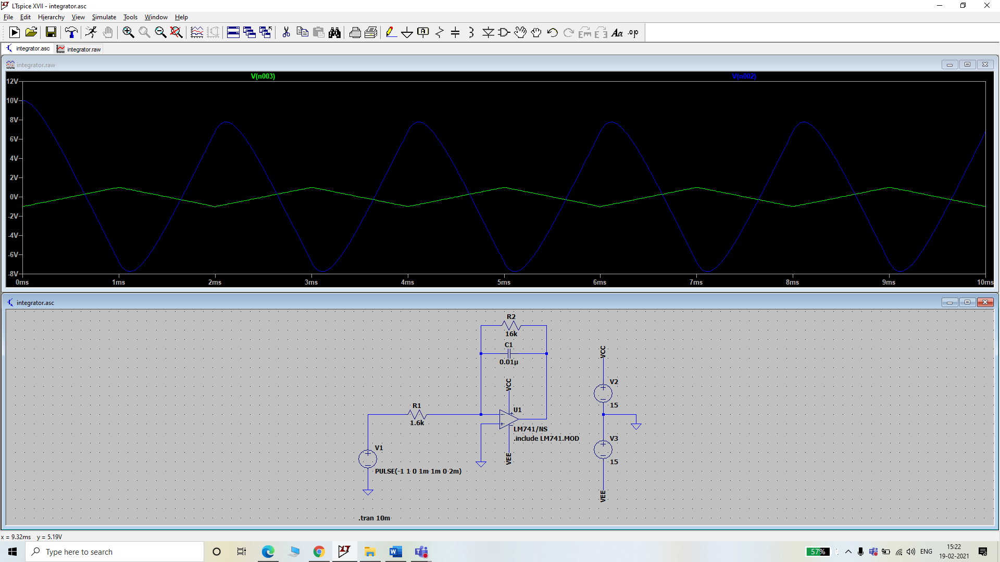 LTspice XVII - integrator.asc
File Edit Hierarchy View Simulate Tools Window Help
.op
integrator.asc integrator.raw
integrator.raw
V(n003) V(n002)
12V
10V
8V
6V
4V
2V
0V
-2V
-4V
-6V
-8V
0ms 1ms 2ms 3ms 4ms 5ms 6ms 7ms 8ms 9ms 10ms
integrator.asc
R2
16k
C1
0.01µ
VCC
VCC
V2
15
R1
1.6k
U1
LM741/NS
.include LM741.MOD
V3
15
V1
VEE
PULSE(-1 1 0 1m 1m 0 2m)
VEE
.tran 10m
x = 9.32ms y = 5.19V
Type here to search
57%
ENG
15:22
19-02-2021